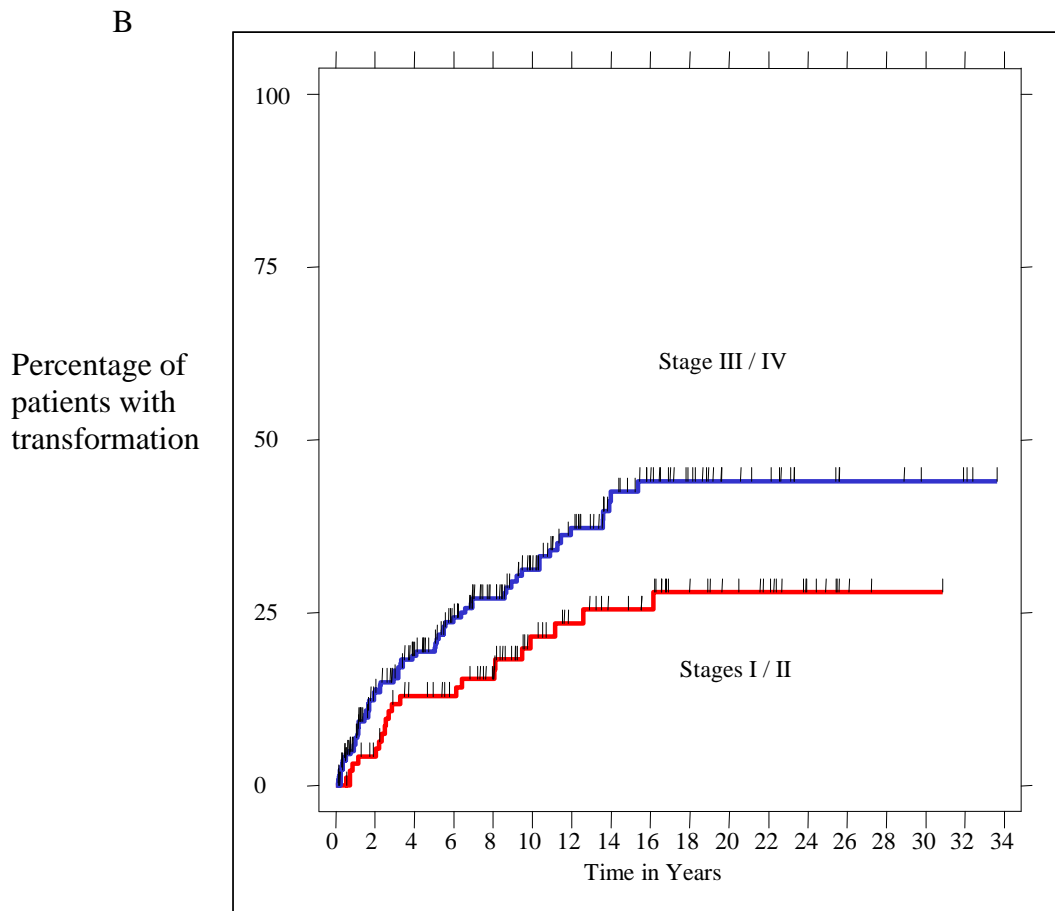 B
100
75
Percentage of
patients with
transformation
Stage III / IV
50
25
Stages I / II
0
0 2 4 6 8 10 12 14 16 18 20 22 24 26 28 30 32 34
Time in Years